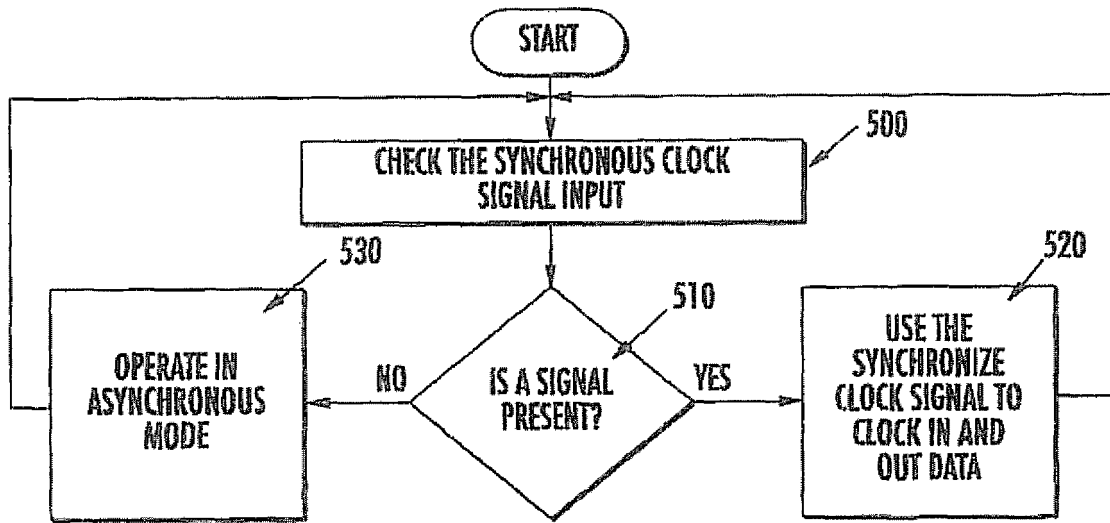 START
500
CHECK THE SYNCHRONOUS CLOCK
SIGNAL INPUT
530
510
520
OPERATE IN
ASYNCHRONOUS
MODE
NO
IS A SIGNAL
PRESENT?
YES
USE THE
SYNCHRONIZE
CLOCK SIGNAL TO
CLOCK IN AND
OUT DATA